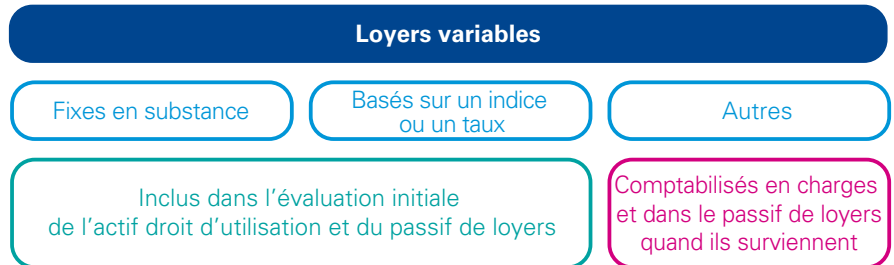 Loyers variables
Fixes en substance
Basés sur un indice
ou un taux
Autres
Inclus dans l’évaluation initiale
de l’actif droit d’utilisation et du passif de loyers
Comptabilisés en charges
et dans le passif de loyers
quand ils surviennent